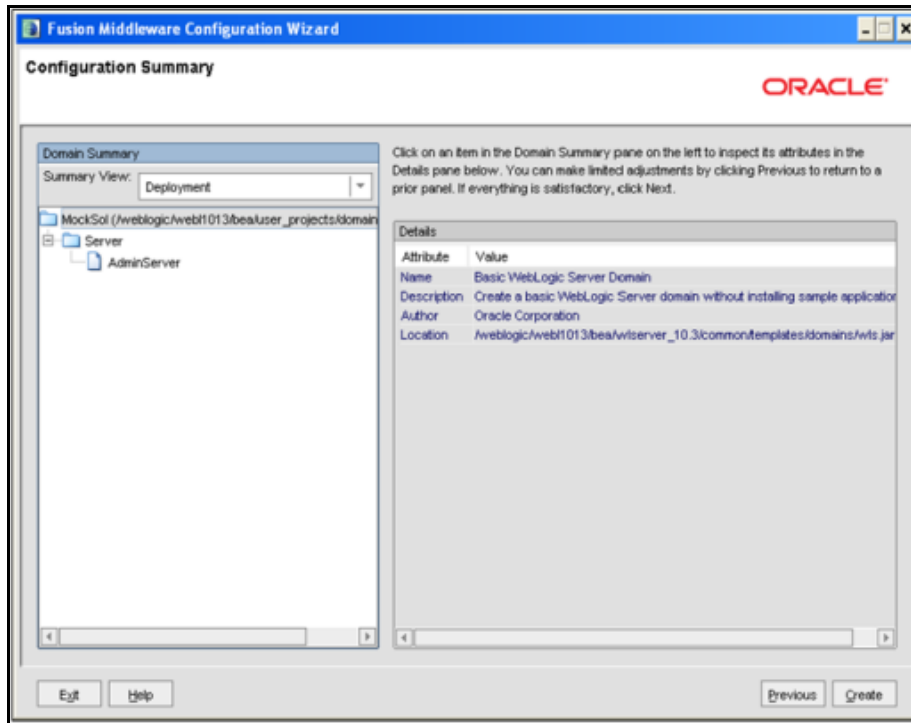 Fusion Middleware Configuration Wizard
Configuration Summary
ORACLE
Domain Summary
Summary View:
Deployment
MockSol (/weblogic/webl1013/bea/user_projects/domain
Server
AdminServer
Click on an item in the Domain Summary pane on the left to inspect its attributes in the
Details pane below. You can make limited adjustments by clicking Previous to return to a
prior panel. If everything is satisfactory, click Next.
Details
Attribute Value
Name Basic WebLogic Server Domain
Description Create a basic WebLogic Server domain without installing sample application
Author Oracle Corporation
Location /weblogic/webl1013/bea/wlserver_10.3/common/templates/domains/wls.jar
Exit Help Previous Create